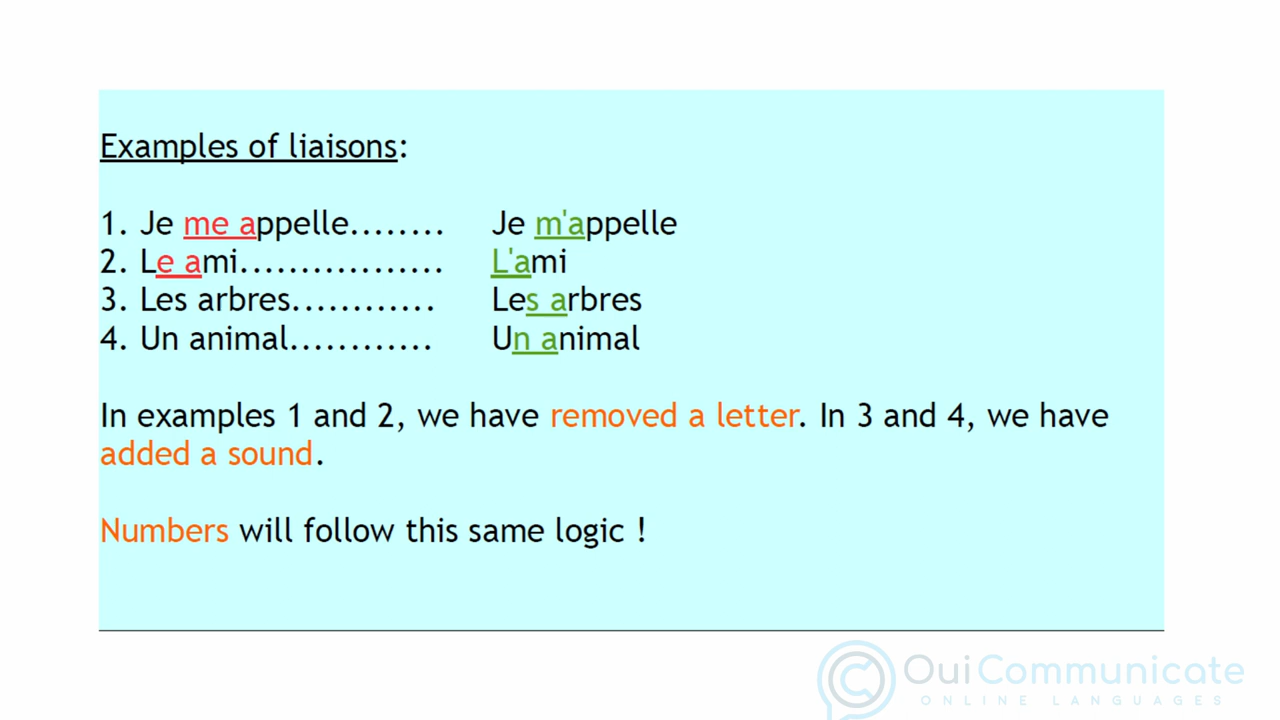 Examples of liaisons:
1. Je me appelle........ Je m'appelle
2. Le ami................. L'ami
3. Les arbres............ Les arbres
4. Un animal............ Un animal
In examples 1 and 2, we have removed a letter. In 3 and 4, we have
added a sound.
Numbers will follow this same logic !
OuiCommunicate
ONLINE LANGUAGES